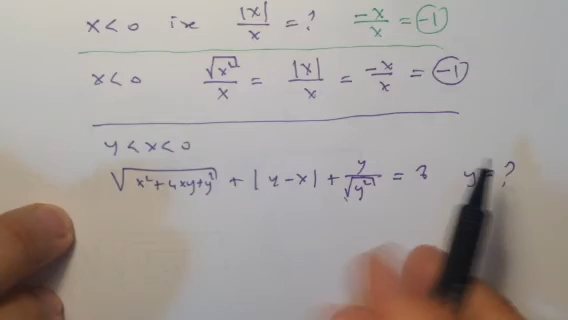 x < 0 ise |x|/x = ? -x/x = -1
x < 0 √x²/x = |x|/x = -x/x = -1
y < x < 0
√x²+4xy+y² + |y-x| + y/√y² = 3 y = ?